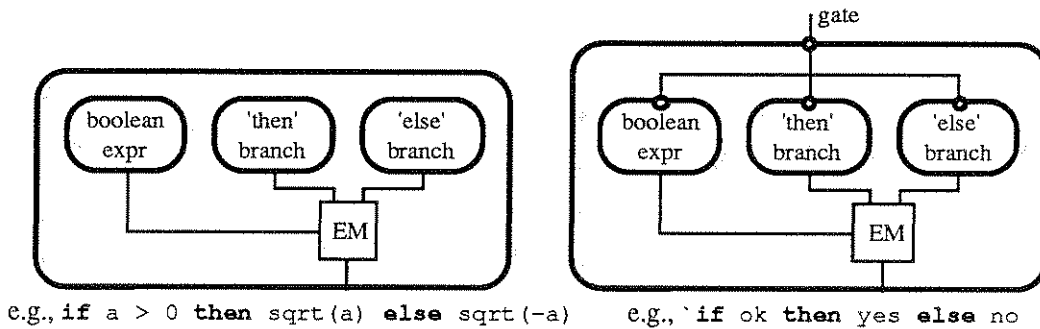 gate
boolean expr
'then' branch
'else' branch
EM
boolean expr
'then' branch
'else' branch
EM
e.g., if a > 0 then sqrt(a) else sqrt(-a)
e.g., `if ok then yes else no